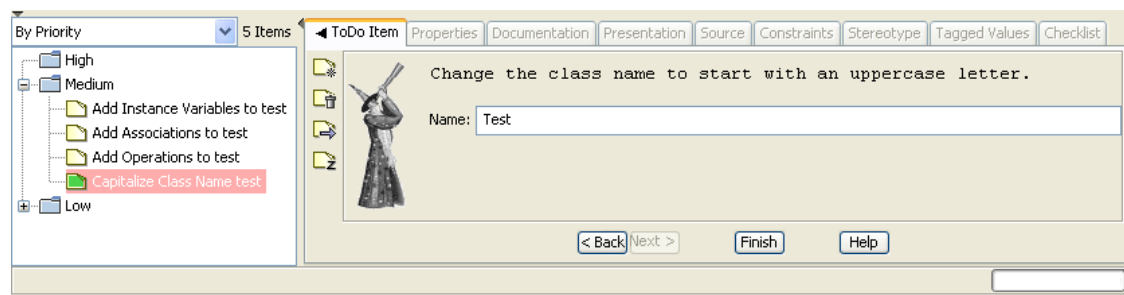 By Priority 5 Items
High
Medium
Add Instance Variables to test
Add Associations to test
Add Operations to test
Capitalize Class Name test
Low
ToDo Item Properties Documentation Presentation Source Constraints Stereotype Tagged Values Checklist
Change the class name to start with an uppercase letter.
Name: Test
< Back Next > Finish Help